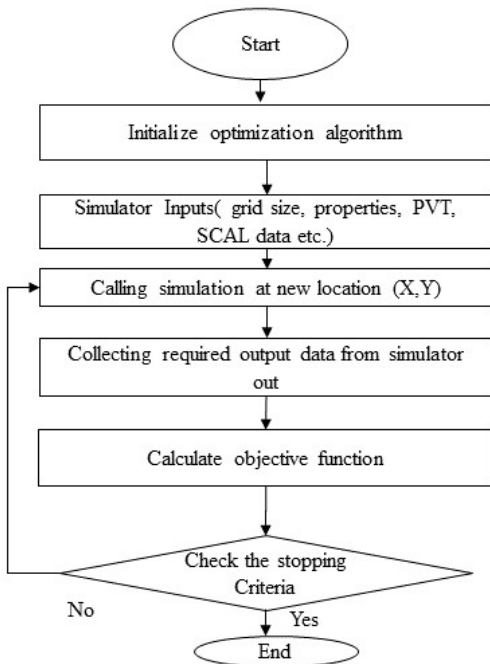 Start
Initialize optimization algorithm
Simulator Inputs( grid size, properties, PVT,
SCAL data etc.)
Calling simulation at new location (X,Y)
Collecting required output data from simulator
out
Calculate objective function
Check the stopping
Criteria
No
Yes
End